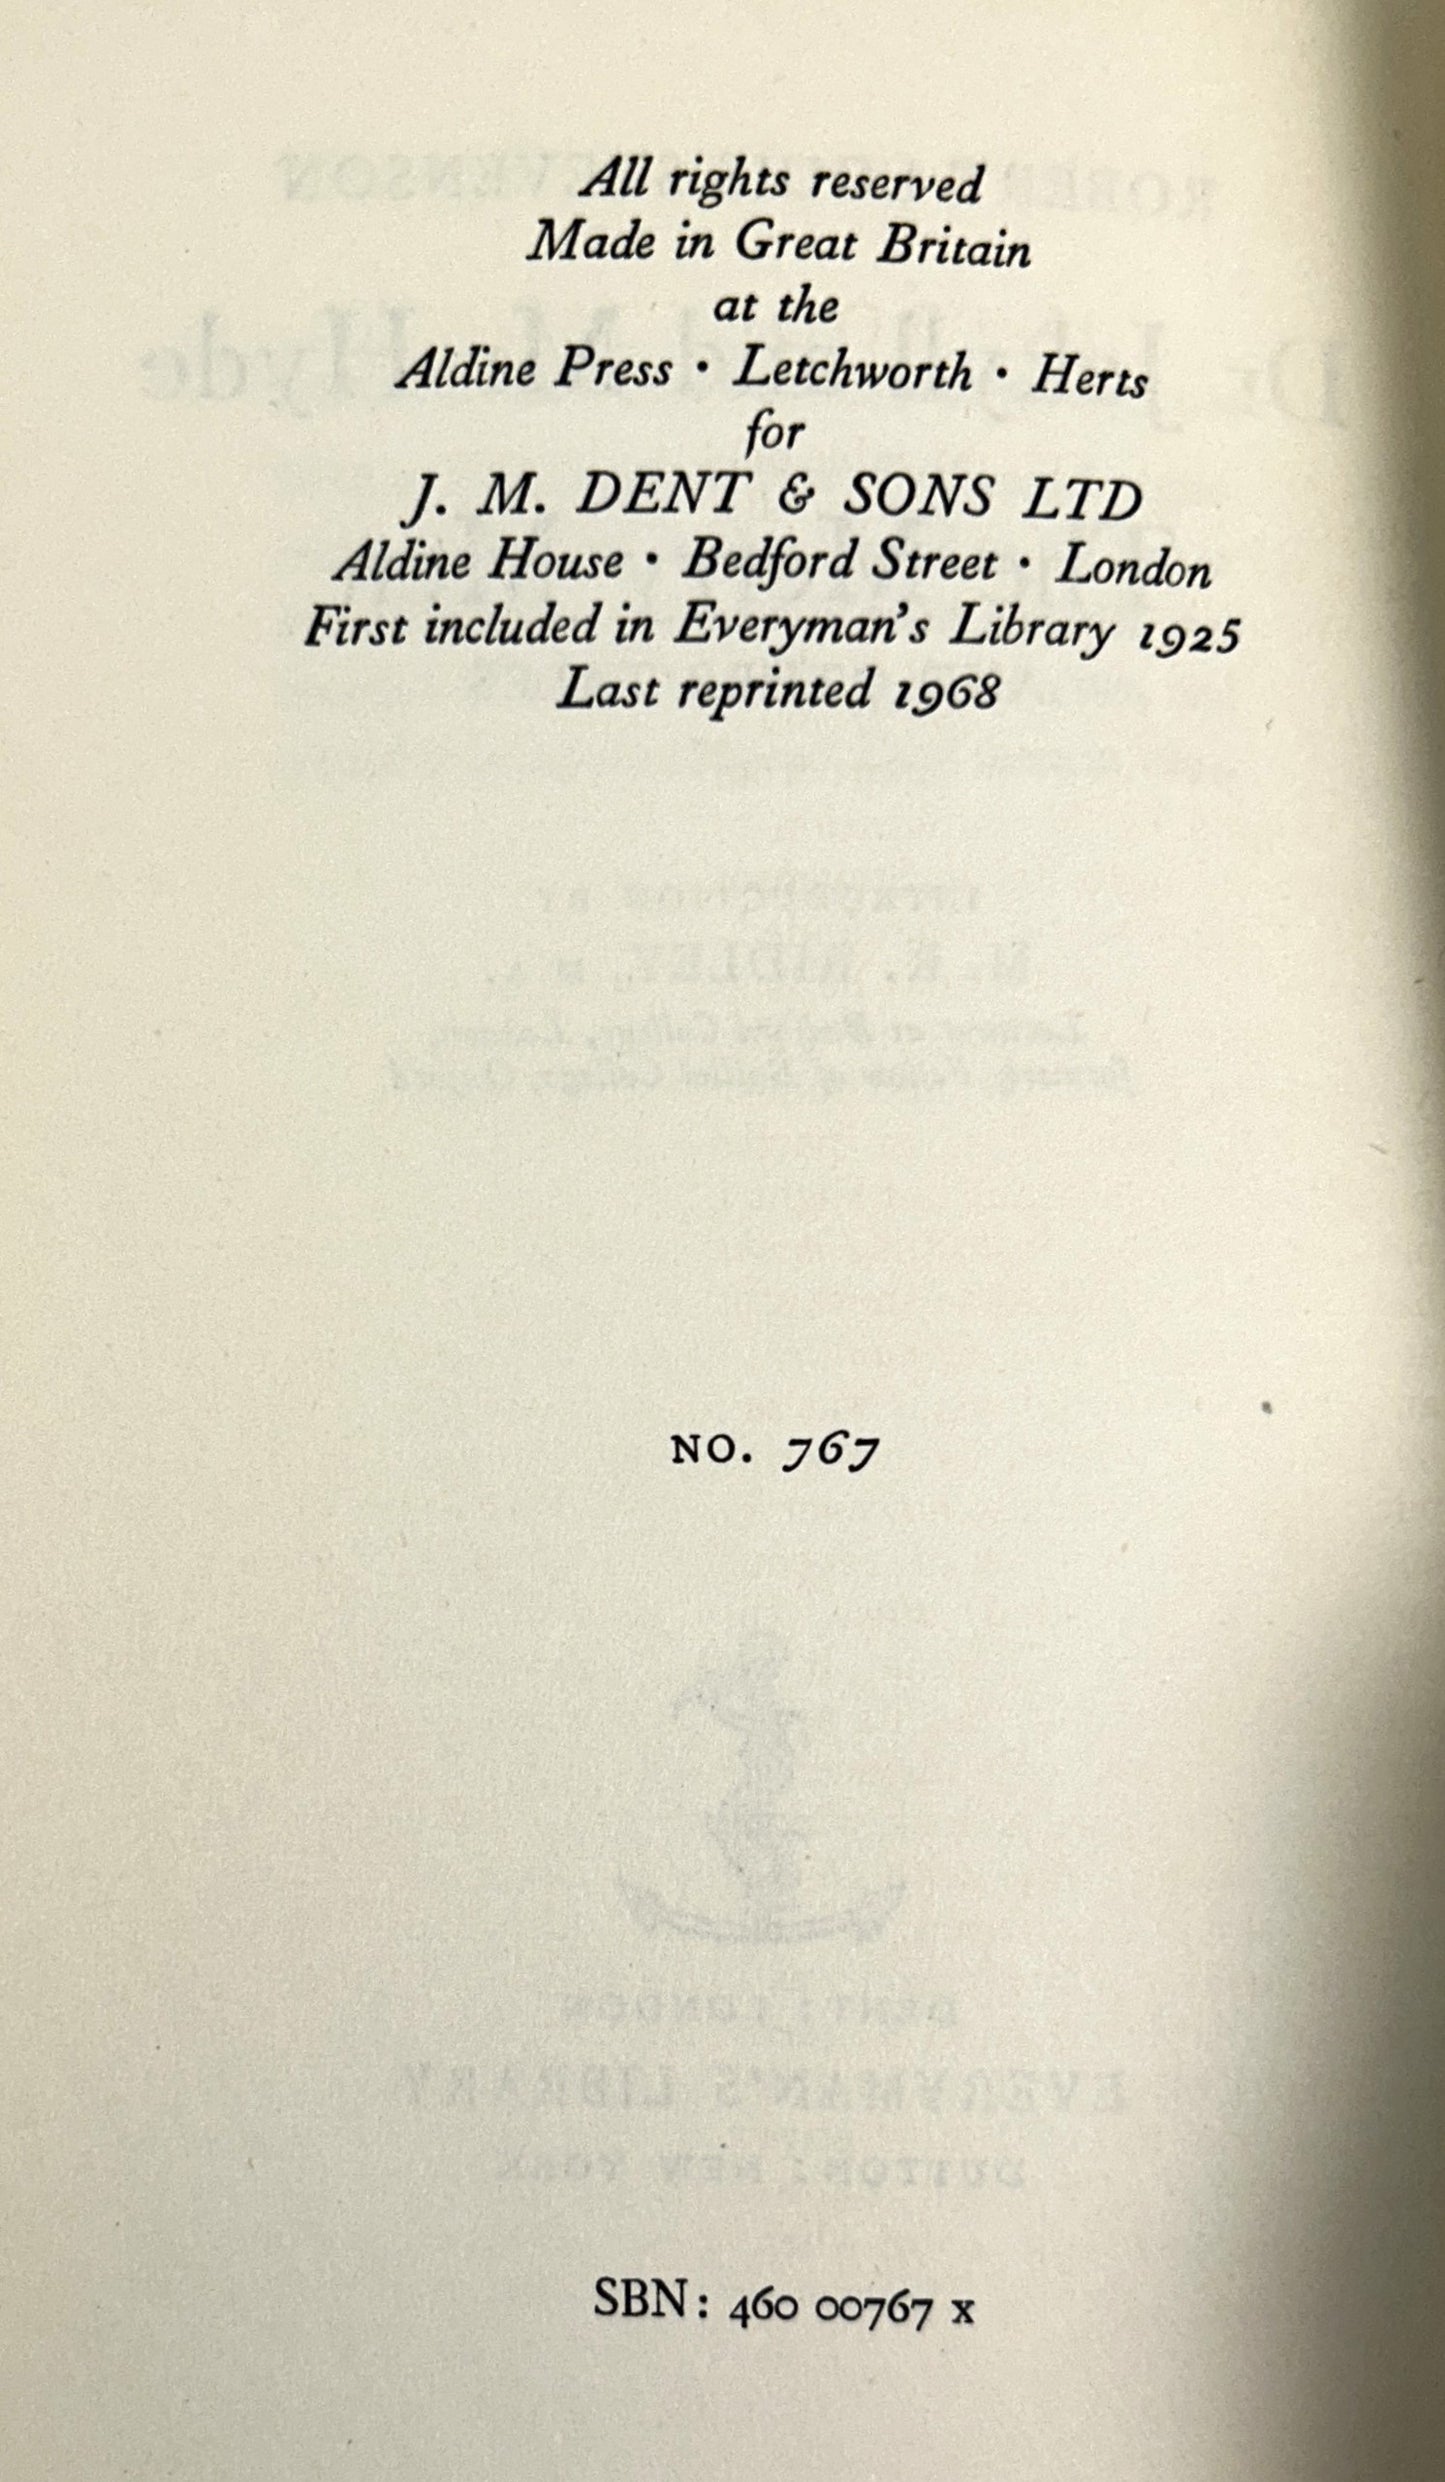 All rights reserved
Made in Great Britain
at the
Aldine Press · Letchworth · Herts
for
J. M. DENT & SONS LTD
Aldine House · Bedford Street · London
First included in Everyman's Library 1925
Last reprinted 1968
NO. 767
SBN: 460 00767 x